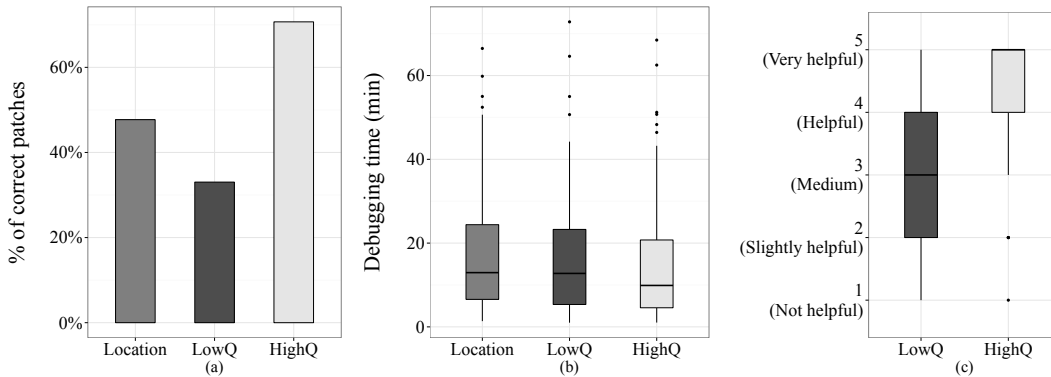 % of correct patches
60%
40%
20%
0%
Location LowQ HighQ
(a)
Debugging time (min)
60
40
20
0
Location LowQ HighQ
(b)
5
(Very helpful)
4
(Helpful)
3
(Medium)
2
(Slightly helpful)
1
(Not helpful)
LowQ HighQ
(c)